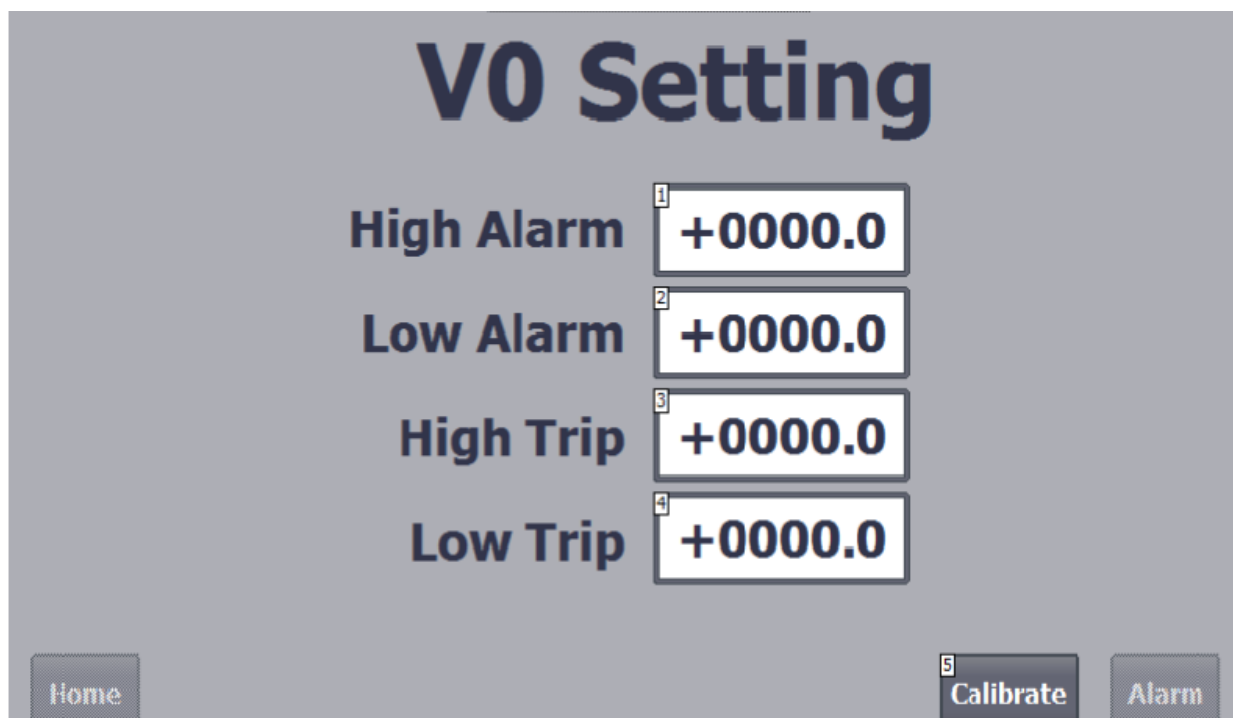 V0 Setting
High Alarm 1 +0000.0
Low Alarm 2 +0000.0
High Trip 3 +0000.0
Low Trip 4 +0000.0
Home 5 Calibrate Alarm